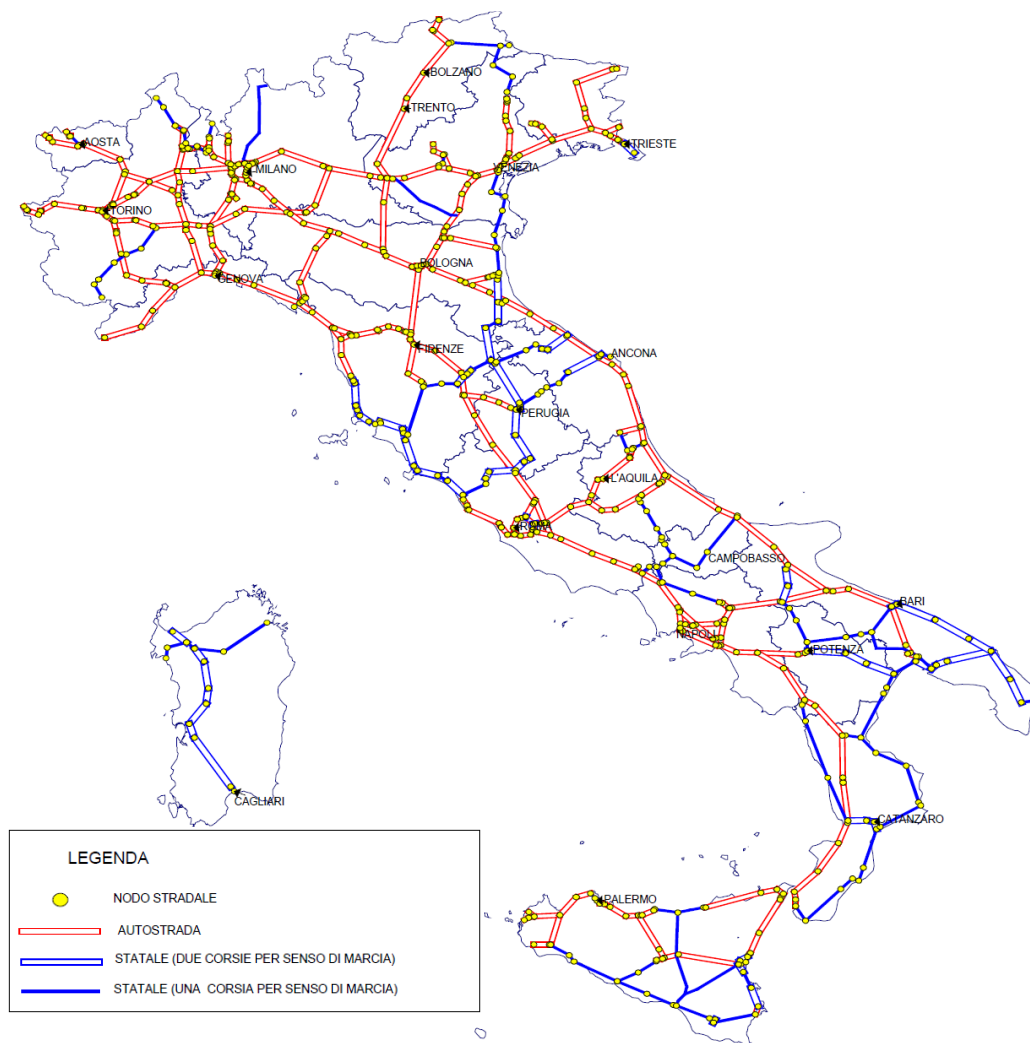 BOLZANO
TRENTO
AOSTA
TRIESTE
MILANO
VENEZIA
TORINO
BOLOGNA
GENOVA
FIRENZE
ANCONA
PERUGIA
L'AQUILA
ROMA
CAMPOBASSO
BARI
NAPOLI
POTENZA
CAGLIARI
CATANZARO
PALERMO
LEGENDA
NODO STRADALE
AUTOSTRADA
STATALE (DUE CORSIE PER SENSO DI MARCIA)
STATALE (UNA CORSIA PER SENSO DI MARCIA)